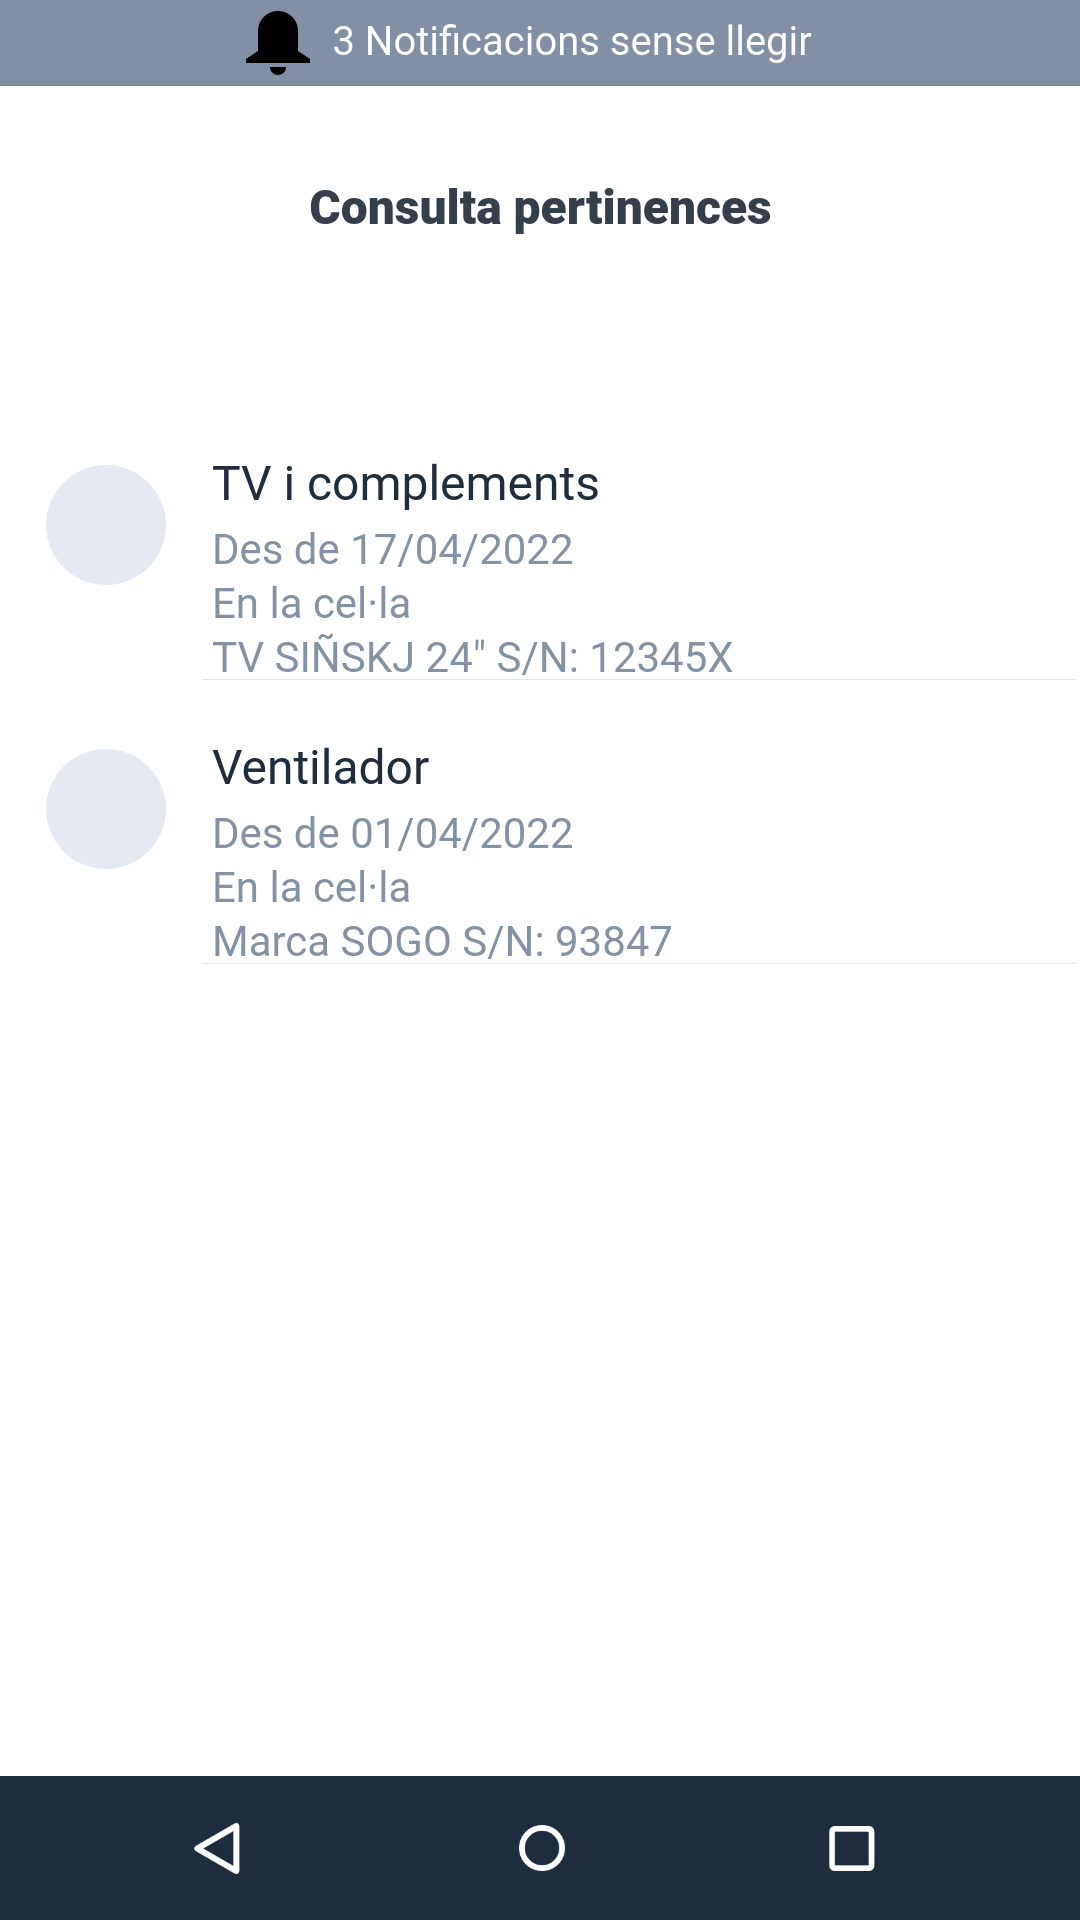 3 Notificacions sense llegir
Consulta pertinences
TV i complements
Des de 17/04/2022
En la cel·la
TV SIÑSKJ 24" S/N: 12345X
Ventilador
Des de 01/04/2022
En la cel·la
Marca SOGO S/N: 93847